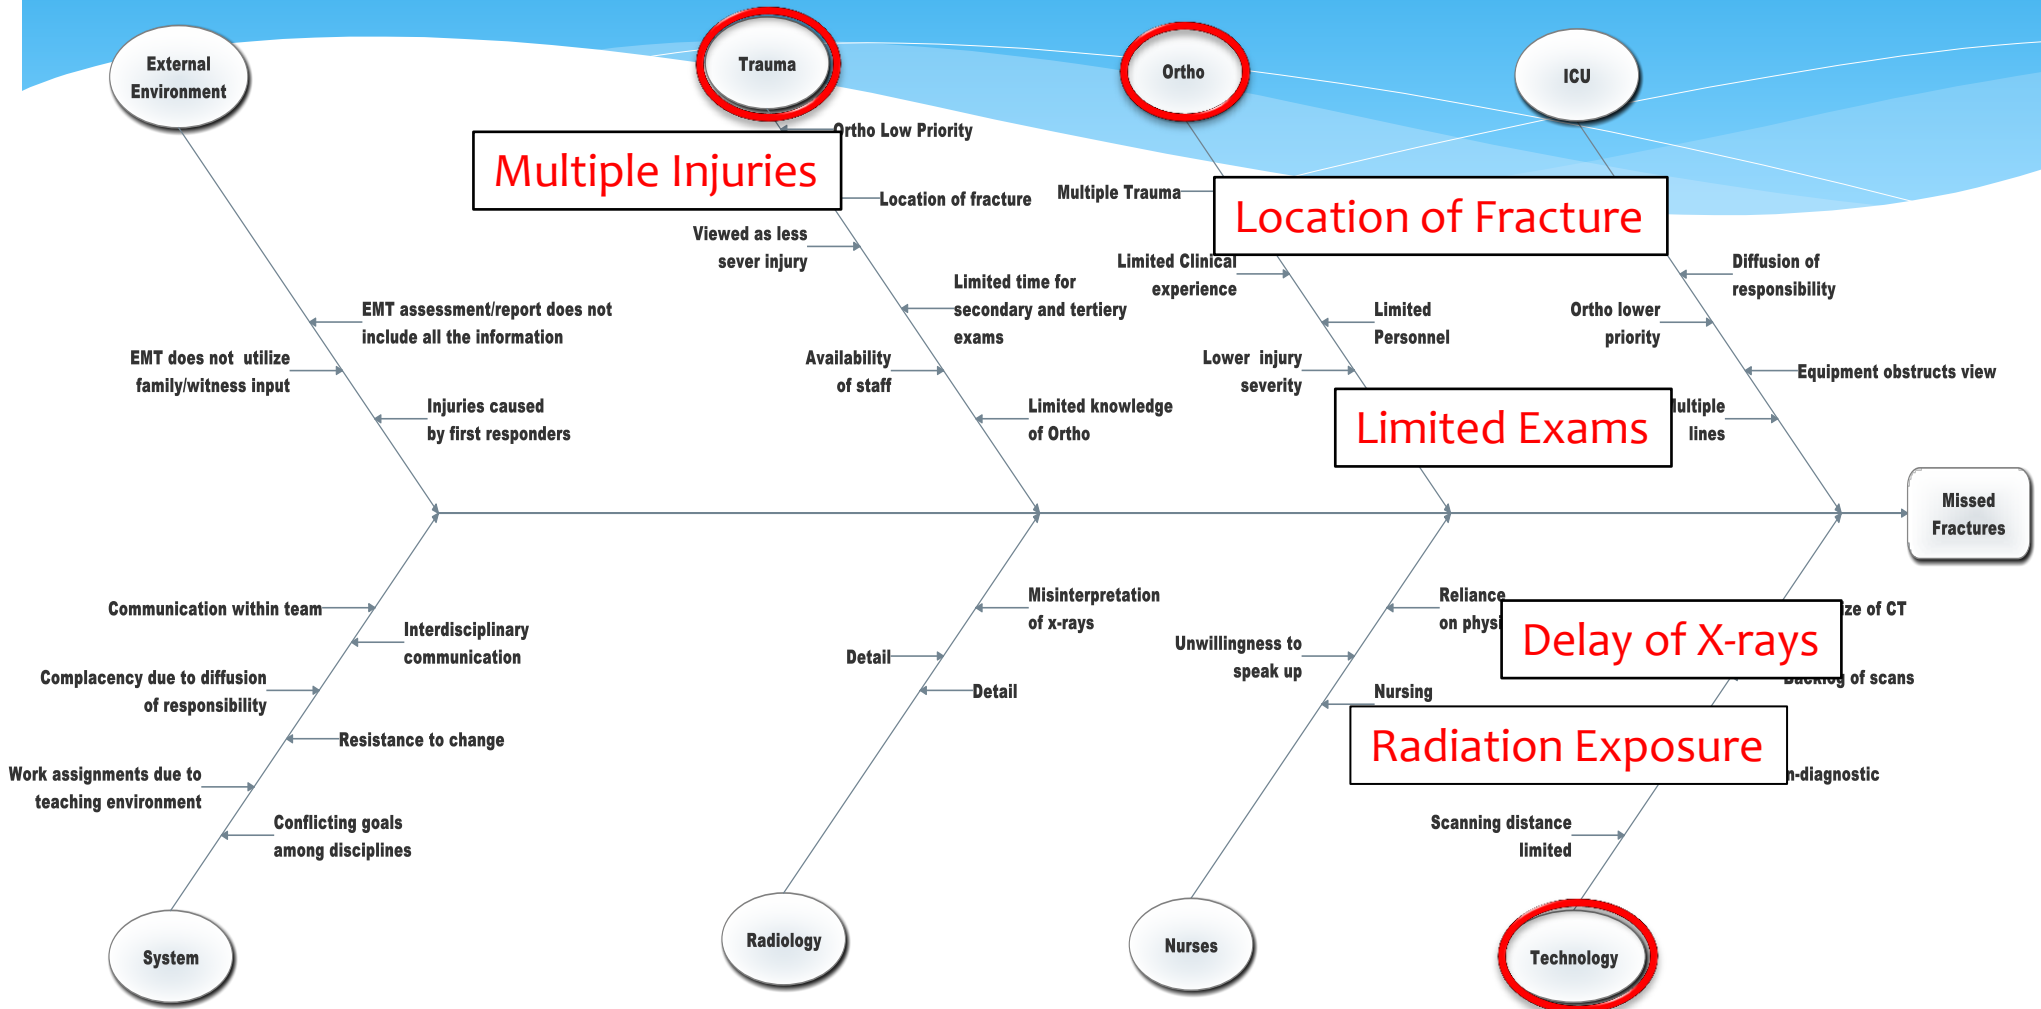 External
Environment
Trauma
Ortho
ICU
Ortho Low Priority
Multiple Injuries
Location of fracture
Viewed as less
sever injury
Limited time for
secondary and tertiery
exams
Availability
of staff
Limited knowledge
of Ortho
EMT assessment/report does not
include all the information
EMT does not utilize
family/witness input
Injuries caused
by first responders
Multiple Trauma
Location of Fracture
Limited Clinical
experience
Limited
Personnel
Lower injury
severity
Limited Exams
Diffusion of
responsibility
Ortho lower
priority
Equipment obstructs view
lines
Missed
Fractures
Communication within team
Interdisciplinary
communication
Complacency due to diffusion
of responsibility
Resistance to change
Work assignments due to
teaching environment
Conflicting goals
among disciplines
System
Misinterpretation
of x-rays
Detail
Detail
Radiology
Reliance
on
Unwillingness to
speak up
Nursing
Nurses
Delay of X-rays
of CT
Backlog of scans
Radiation Exposure
Scanning distance
limited
Technology